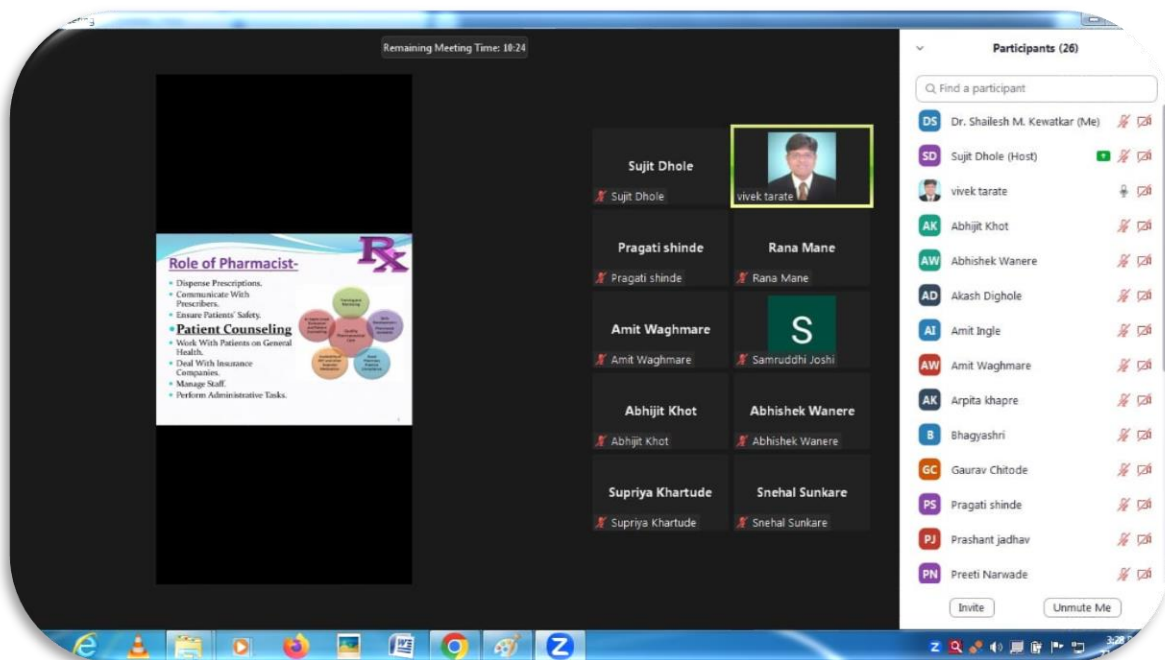 Remaining Meeting Time: 10:24
Role of Pharmacist-
• Dispense Prescriptions.
• Communicate With
Prescribers.
• Ensure Patients' Safety.
• Patient Counseling
• Work With Patients on General
Health.
• Deal With Insurance
Companies.
• Manage Staff.
• Perform Administrative Tasks.
Rx
Sujit Dhole
Sujit Dhole
vivek tarate
Pragati shinde
Pragati shinde
Rana Mane
Rana Mane
Amit Waghmare
Amit Waghmare
S
Samruddhi Joshi
Abhijit Khot
Abhijit Khot
Abhishek Wanere
Abhishek Wanere
Supriya Khartude
Supriya Khartude
Snehal Sunkare
Snehal Sunkare
Participants (26)
Find a participant
DS Dr. Shailesh M. Kewatkar (Me)
SD Sujit Dhole (Host)
vivek tarate
AK Abhijit Khot
AW Abhishek Wanere
AD Akash Dighole
AI Amit Ingle
AW Amit Waghmare
AK Arpita khapre
B Bhagyashri
GC Gaurav Chitode
PS Pragati shinde
PJ Prashant jadhav
PN Preeti Narwade
Invite Unmute Me
3:28